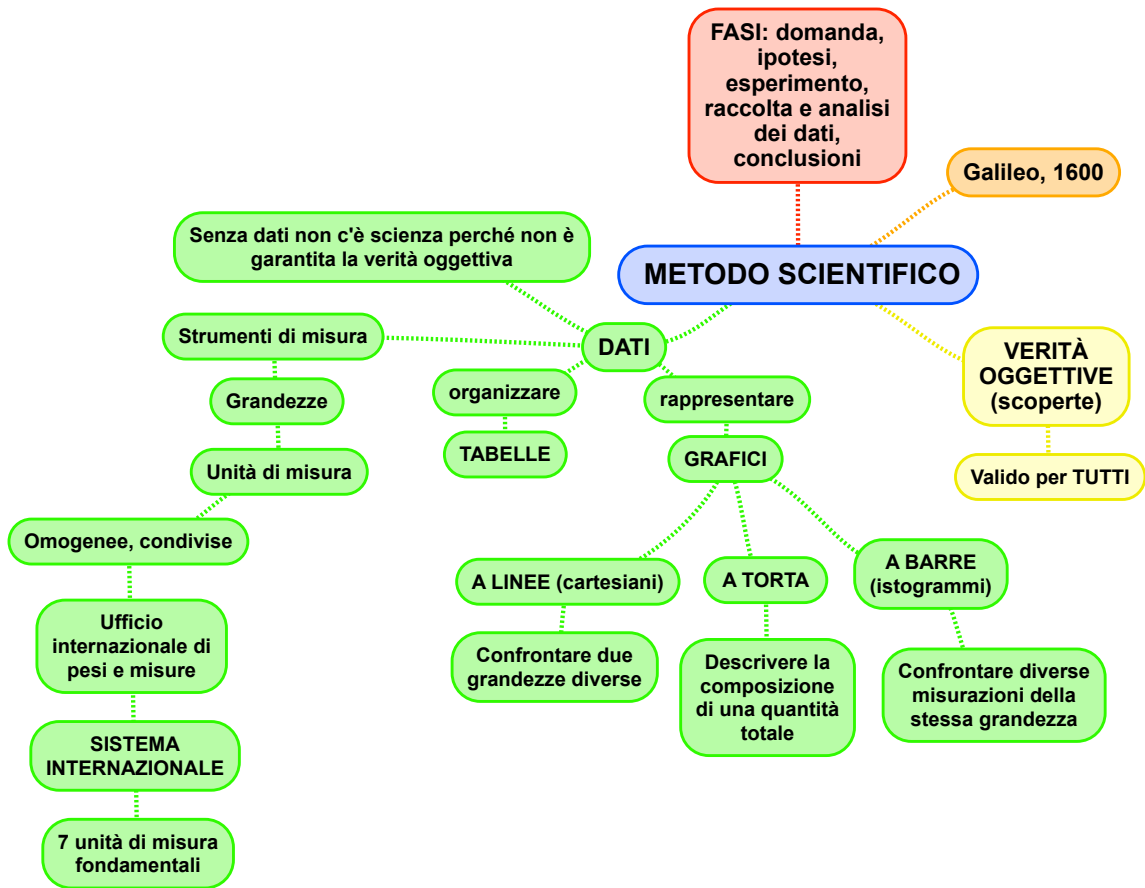 FASI: domanda,
ipotesi,
esperimento,
raccolta e analisi
dei dati,
conclusioni
Galileo, 1600
Senza dati non c'è scienza perché non è
garantita la verità oggettiva
METODO SCIENTIFICO
Strumenti di misura
DATI
VERITÀ
OGGETTIVE
(scoperte)
Grandezze
organizzare
rappresentare
Unità di misura
TABELLE
GRAFICI
Valido per TUTTI
Omogenee, condivise
A LINEE (cartesiani)
A TORTA
A BARRE
(istogrammi)
Ufficio
internazionale di
pesi e misure
Confrontare due
grandezze diverse
Descrivere la
composizione
di una quantità
totale
Confrontare diverse
misurazioni della
stessa grandezza
SISTEMA
INTERNAZIONALE
7 unità di misura
fondamentali